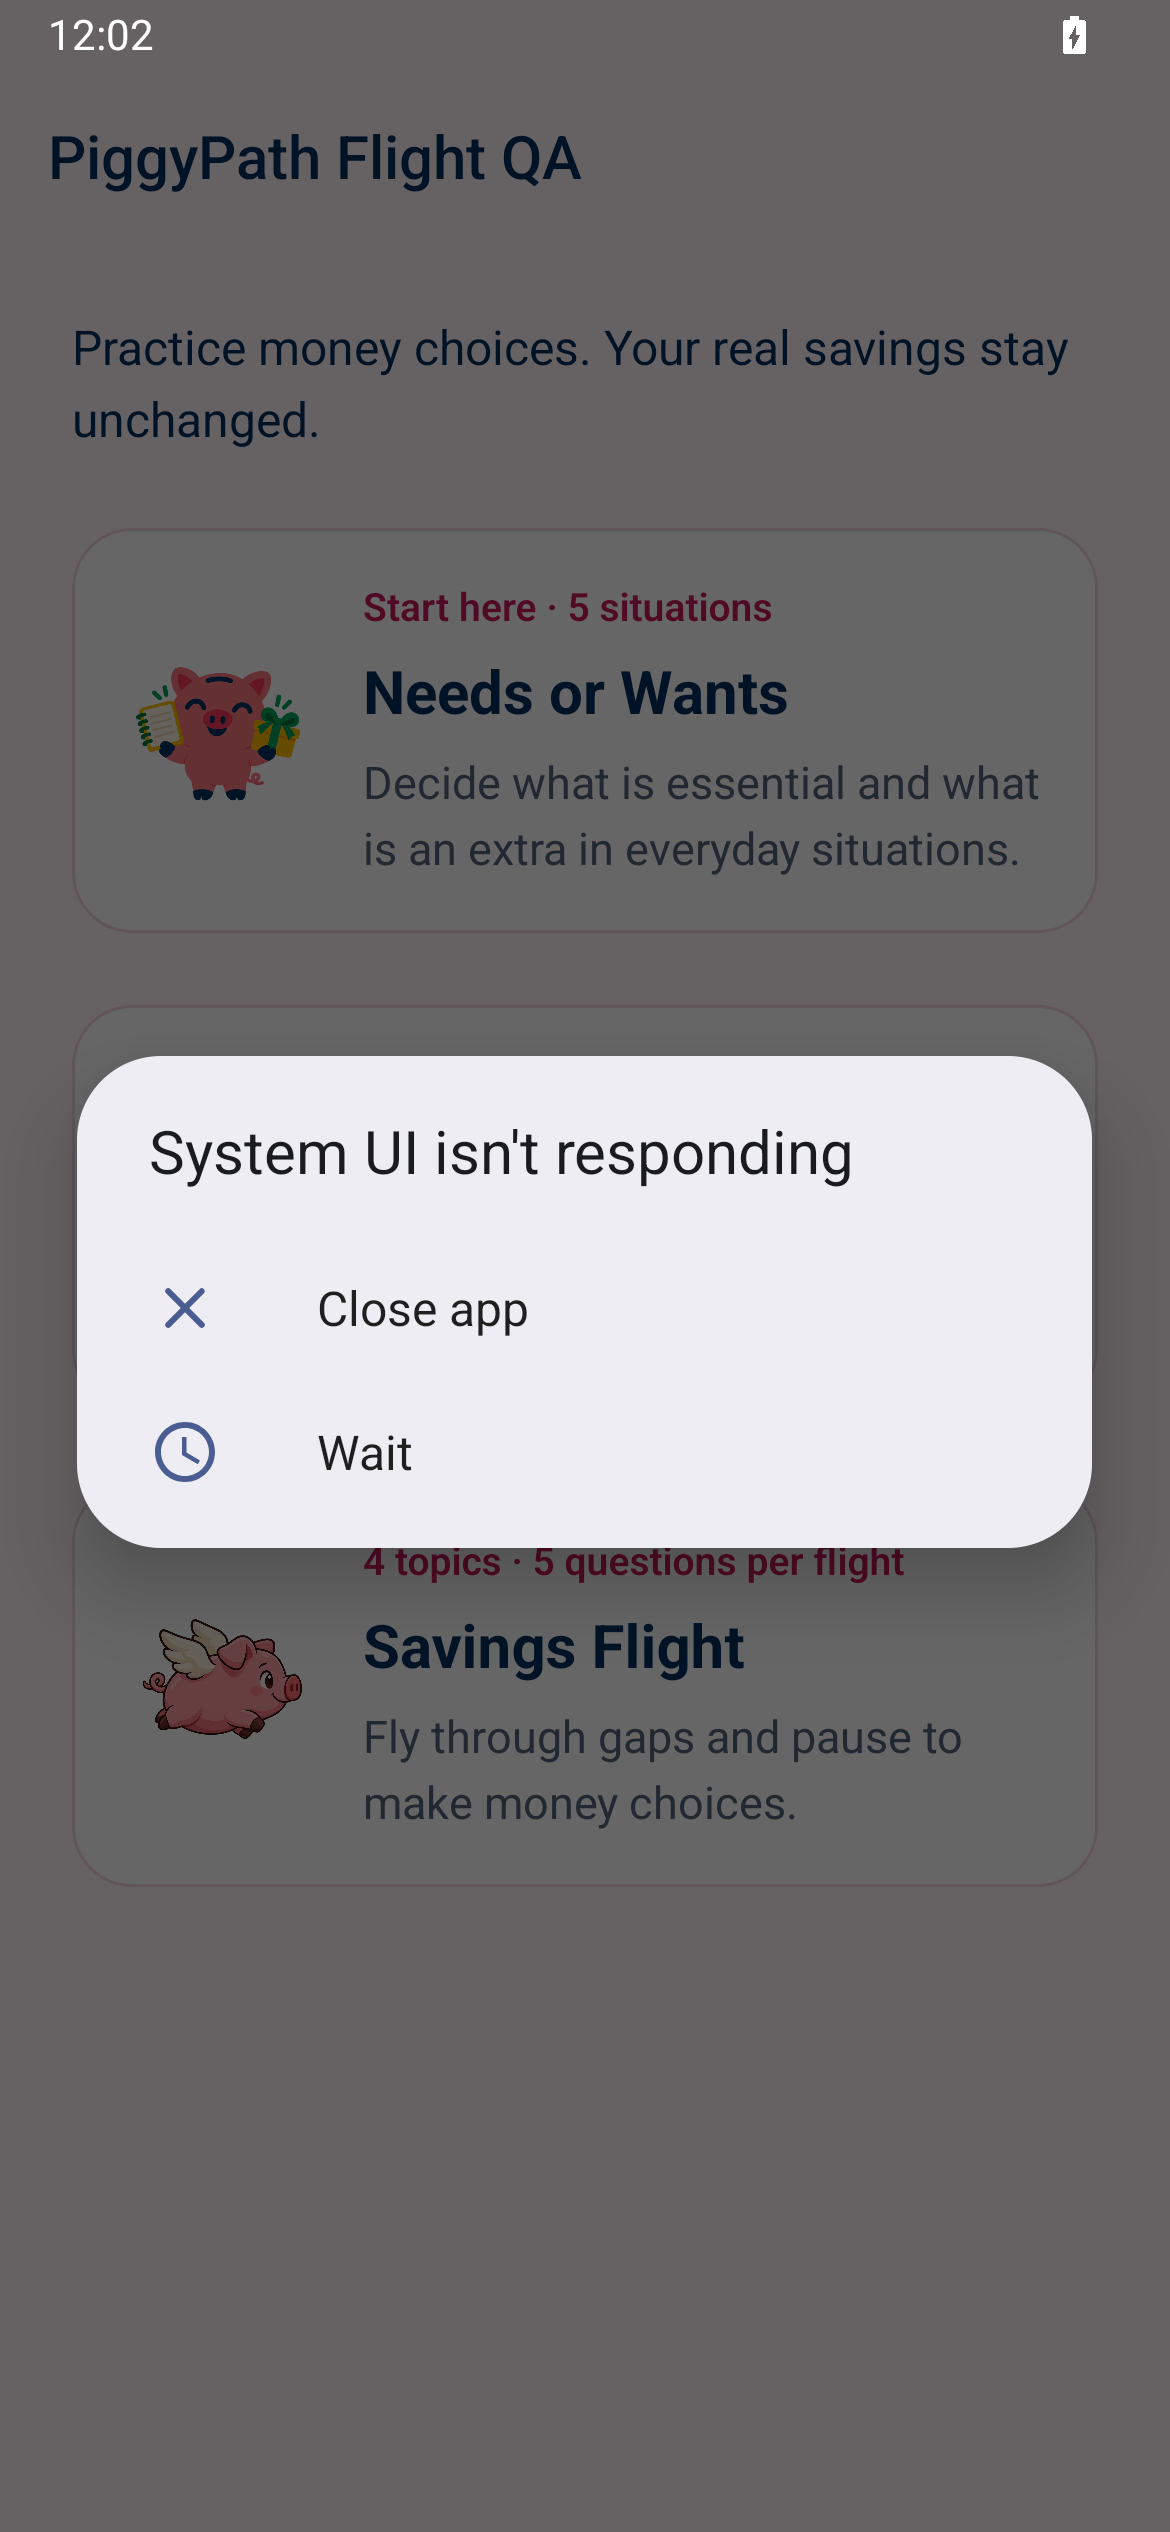 12:02
PiggyPath Flight QA
Practice money choices. Your real savings stay
unchanged.
Start here · 5 situations
Needs or Wants
Decide what is essential and what
is an extra in everyday situations.
System UI isn't responding
Close app
Wait
4 topics · 5 questions per flight
Savings Flight
Fly through gaps and pause to
make money choices.